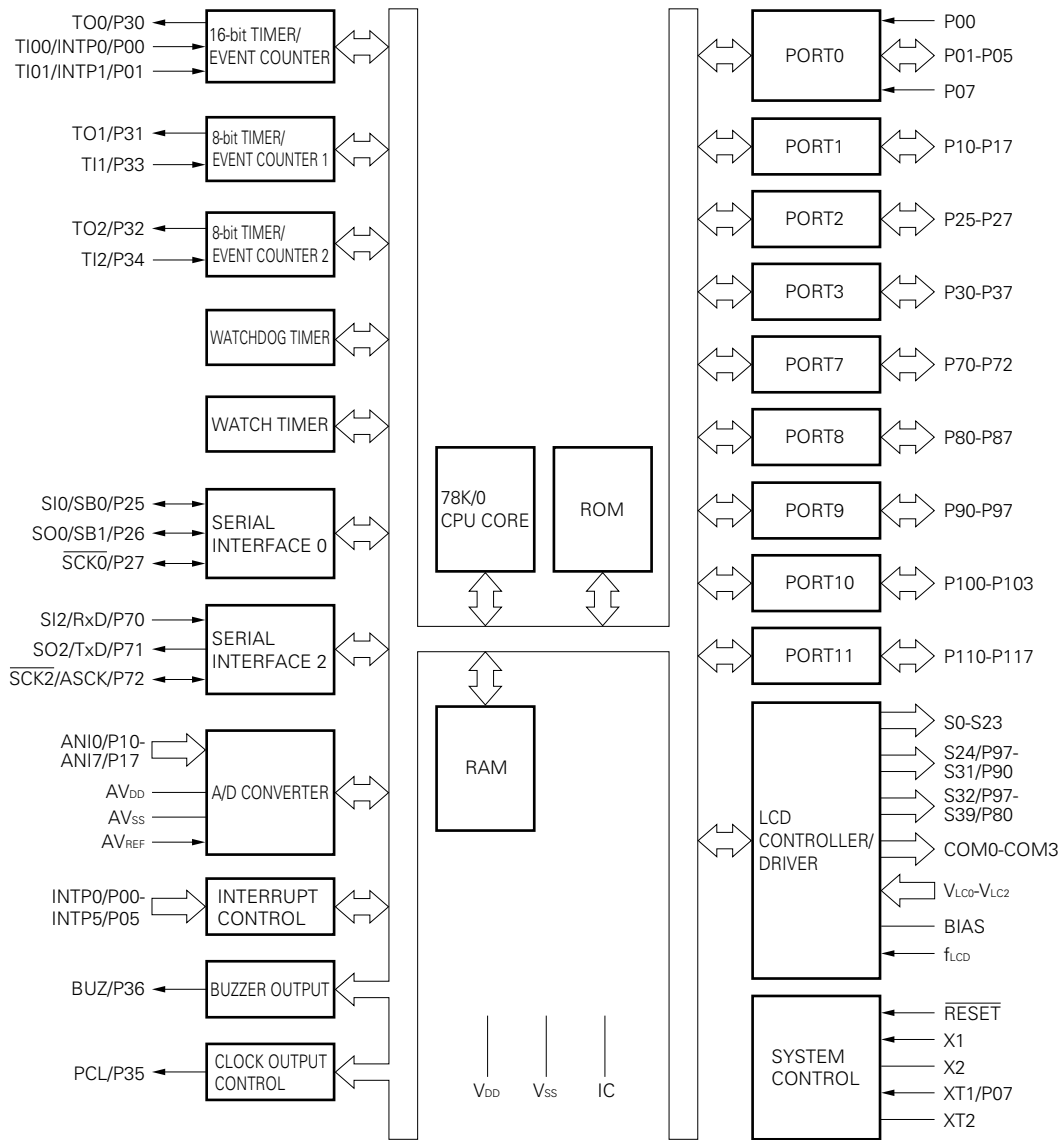 TO0/P30
TI00/INTP0/P00
TI01/INTP1/P01
16-bit TIMER/
EVENT COUNTER
TO1/P31
TI1/P33
8-bit TIMER/
EVENT COUNTER 1
TO2/P32
TI2/P34
8-bit TIMER/
EVENT COUNTER 2
WATCHDOG TIMER
WATCH TIMER
SI0/SB0/P25
SO0/SB1/P26
SCK0/P27
SERIAL
INTERFACE 0
SI2/RxD/P70
SO2/TxD/P71
SCK2/ASCK/P72
SERIAL
INTERFACE 2
ANI0/P10-
ANI7/P17
AVDD
AVSS
AVREF
A/D CONVERTER
INTP0/P00-
INTP5/P05
INTERRUPT
CONTROL
BUZ/P36
BUZZER OUTPUT
PCL/P35
CLOCK OUTPUT
CONTROL
78K/0
CPU CORE
ROM
RAM
VDD
VSS
IC
PORT0
P00
P01-P05
P07
PORT1
P10-P17
PORT2
P25-P27
PORT3
P30-P37
PORT7
P70-P72
PORT8
P80-P87
PORT9
P90-P97
PORT10
P100-P103
PORT11
P110-P117
LCD
CONTROLLER/
DRIVER
S0-S23
S24/P97-
S31/P90
S32/P97-
S39/P80
COM0-COM3
VLC0-VLC2
BIAS
fLCD
SYSTEM
CONTROL
RESET
X1
X2
XT1/P07
XT2